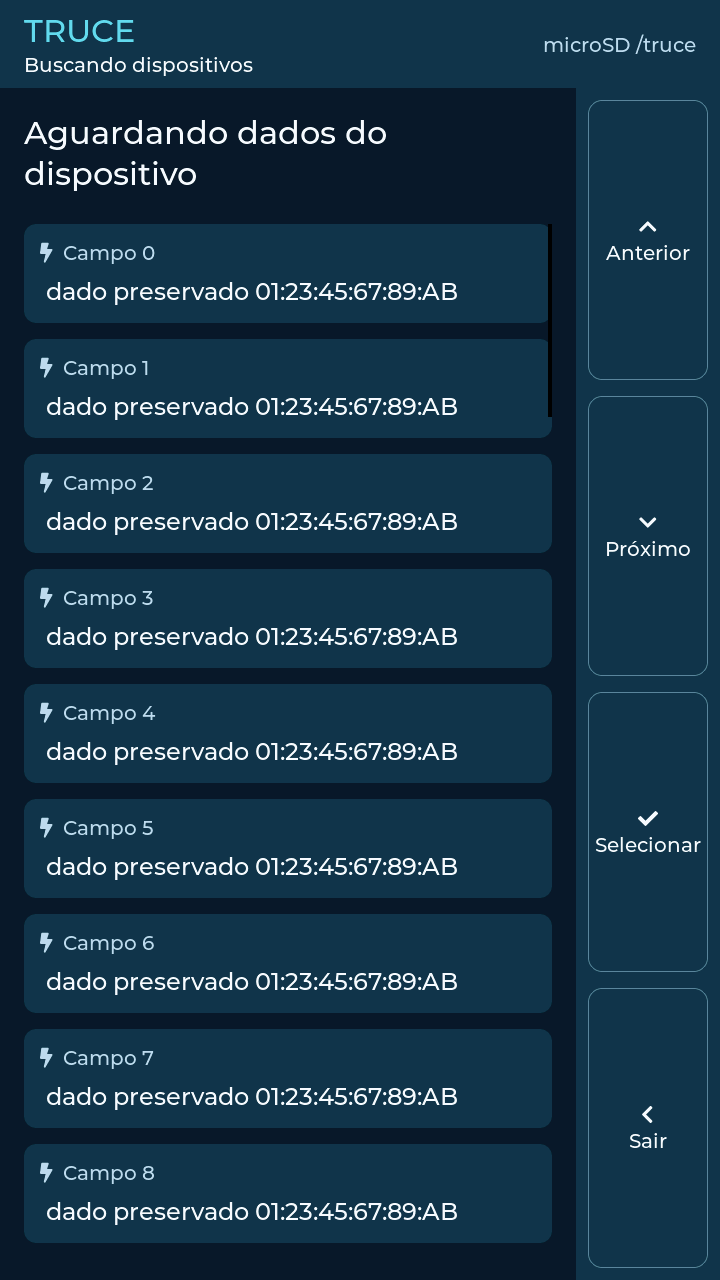 TRUCE
Buscando dispositivos
microSD /truce
Aguardando dados do
dispositivo
Campo 0
dado preservado 01:23:45:67:89:AB
Campo 1
dado preservado 01:23:45:67:89:AB
Campo 2
dado preservado 01:23:45:67:89:AB
Campo 3
dado preservado 01:23:45:67:89:AB
Campo 4
dado preservado 01:23:45:67:89:AB
Campo 5
dado preservado 01:23:45:67:89:AB
Campo 6
dado preservado 01:23:45:67:89:AB
Campo 7
dado preservado 01:23:45:67:89:AB
Campo 8
dado preservado 01:23:45:67:89:AB
Anterior
Próximo
Selecionar
Sair